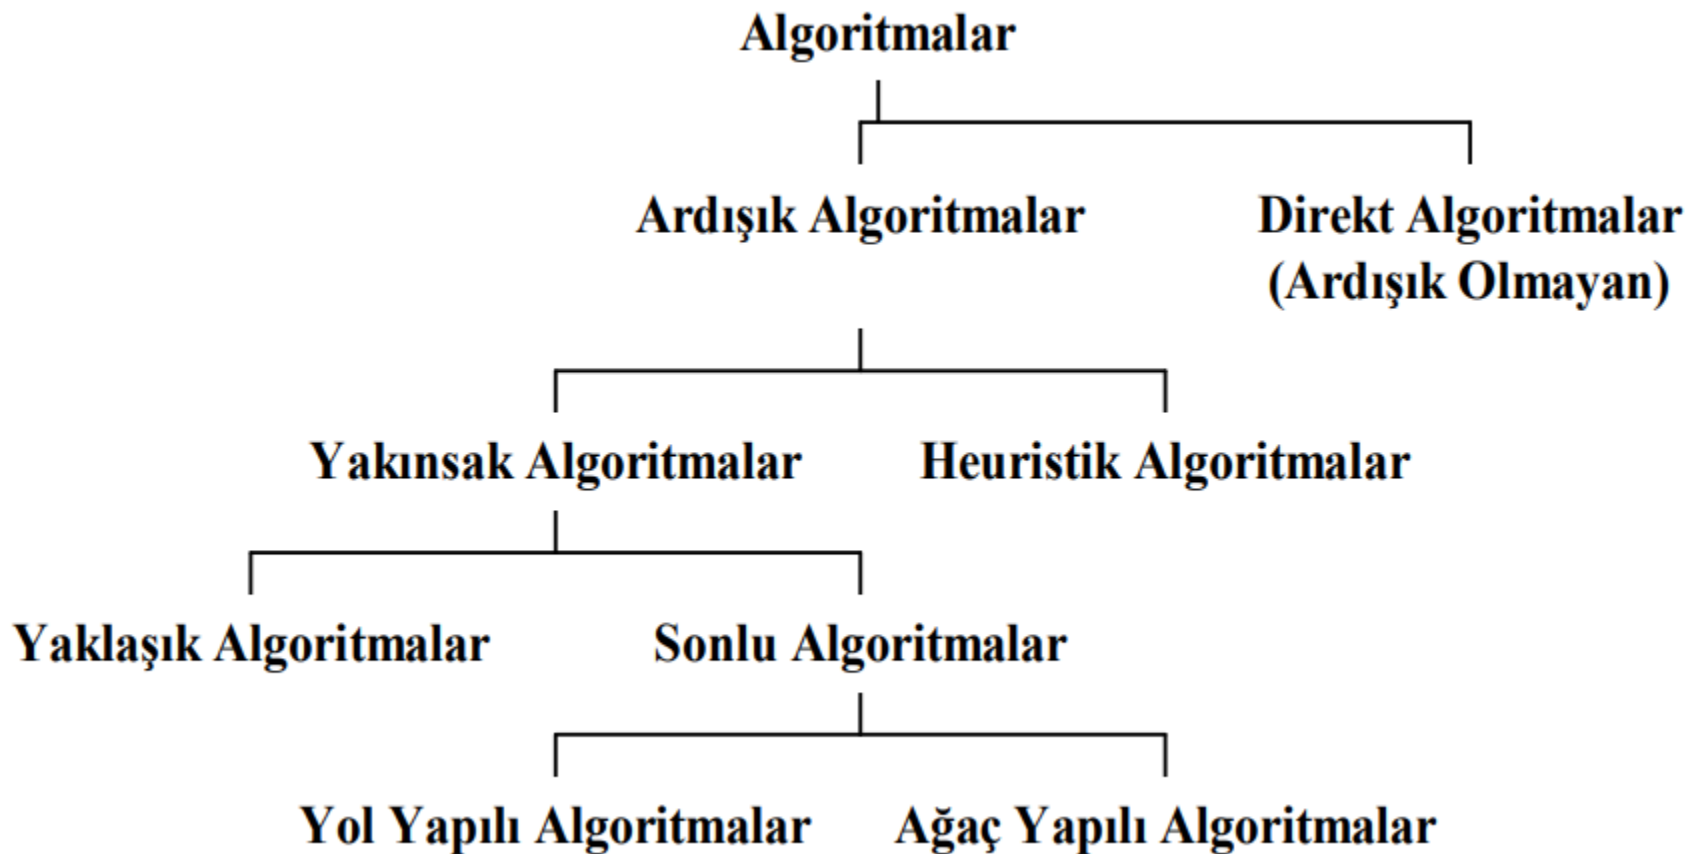 Algoritmalar
Ardışık Algoritmalar
Direkt Algoritmalar
(Ardışık Olmayan)
Yakınsak Algoritmalar
Heuristik Algoritmalar
Yaklaşık Algoritmalar
Sonlu Algoritmalar
Yol Yapılı Algoritmalar
Ağaç Yapılı Algoritmalar